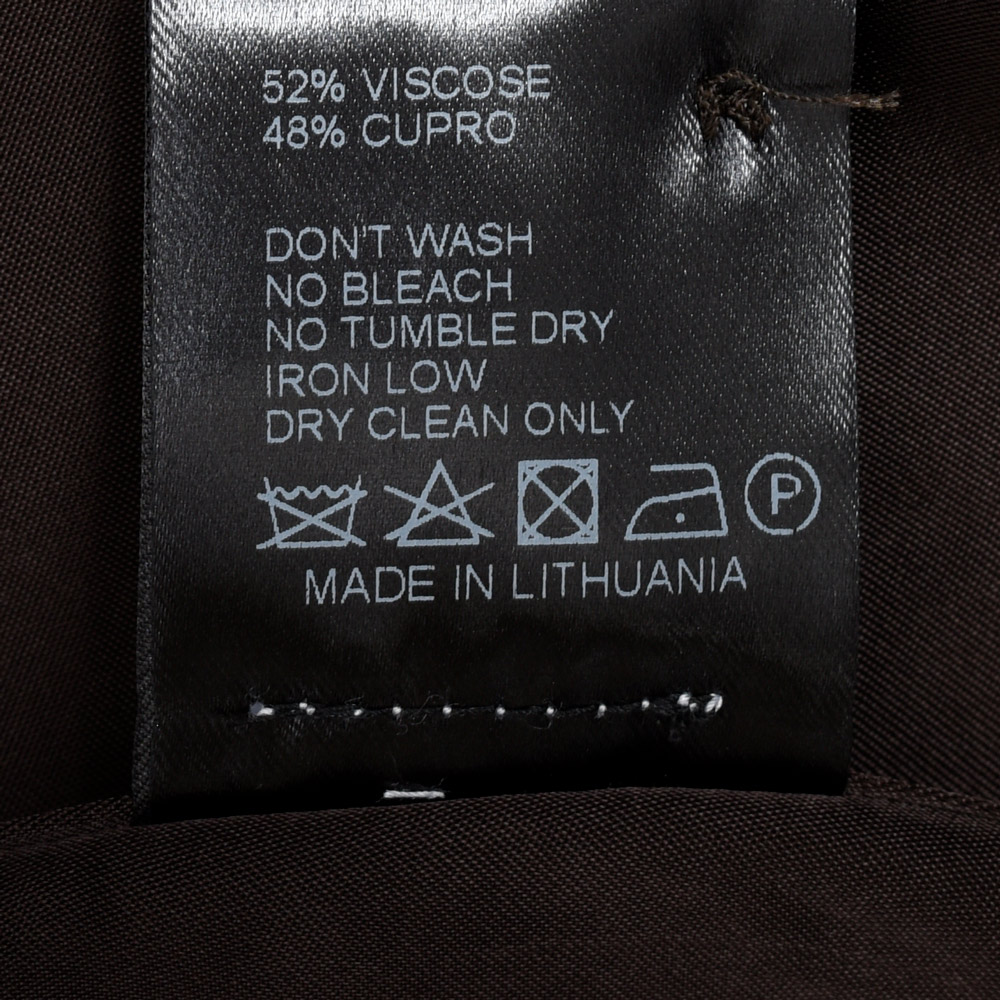 52% VISCOSE
48% CUPRO
DON'T WASH
NO BLEACH
NO TUMBLE DRY
IRON LOW
DRY CLEAN ONLY
P
MADE IN LITHUANIA